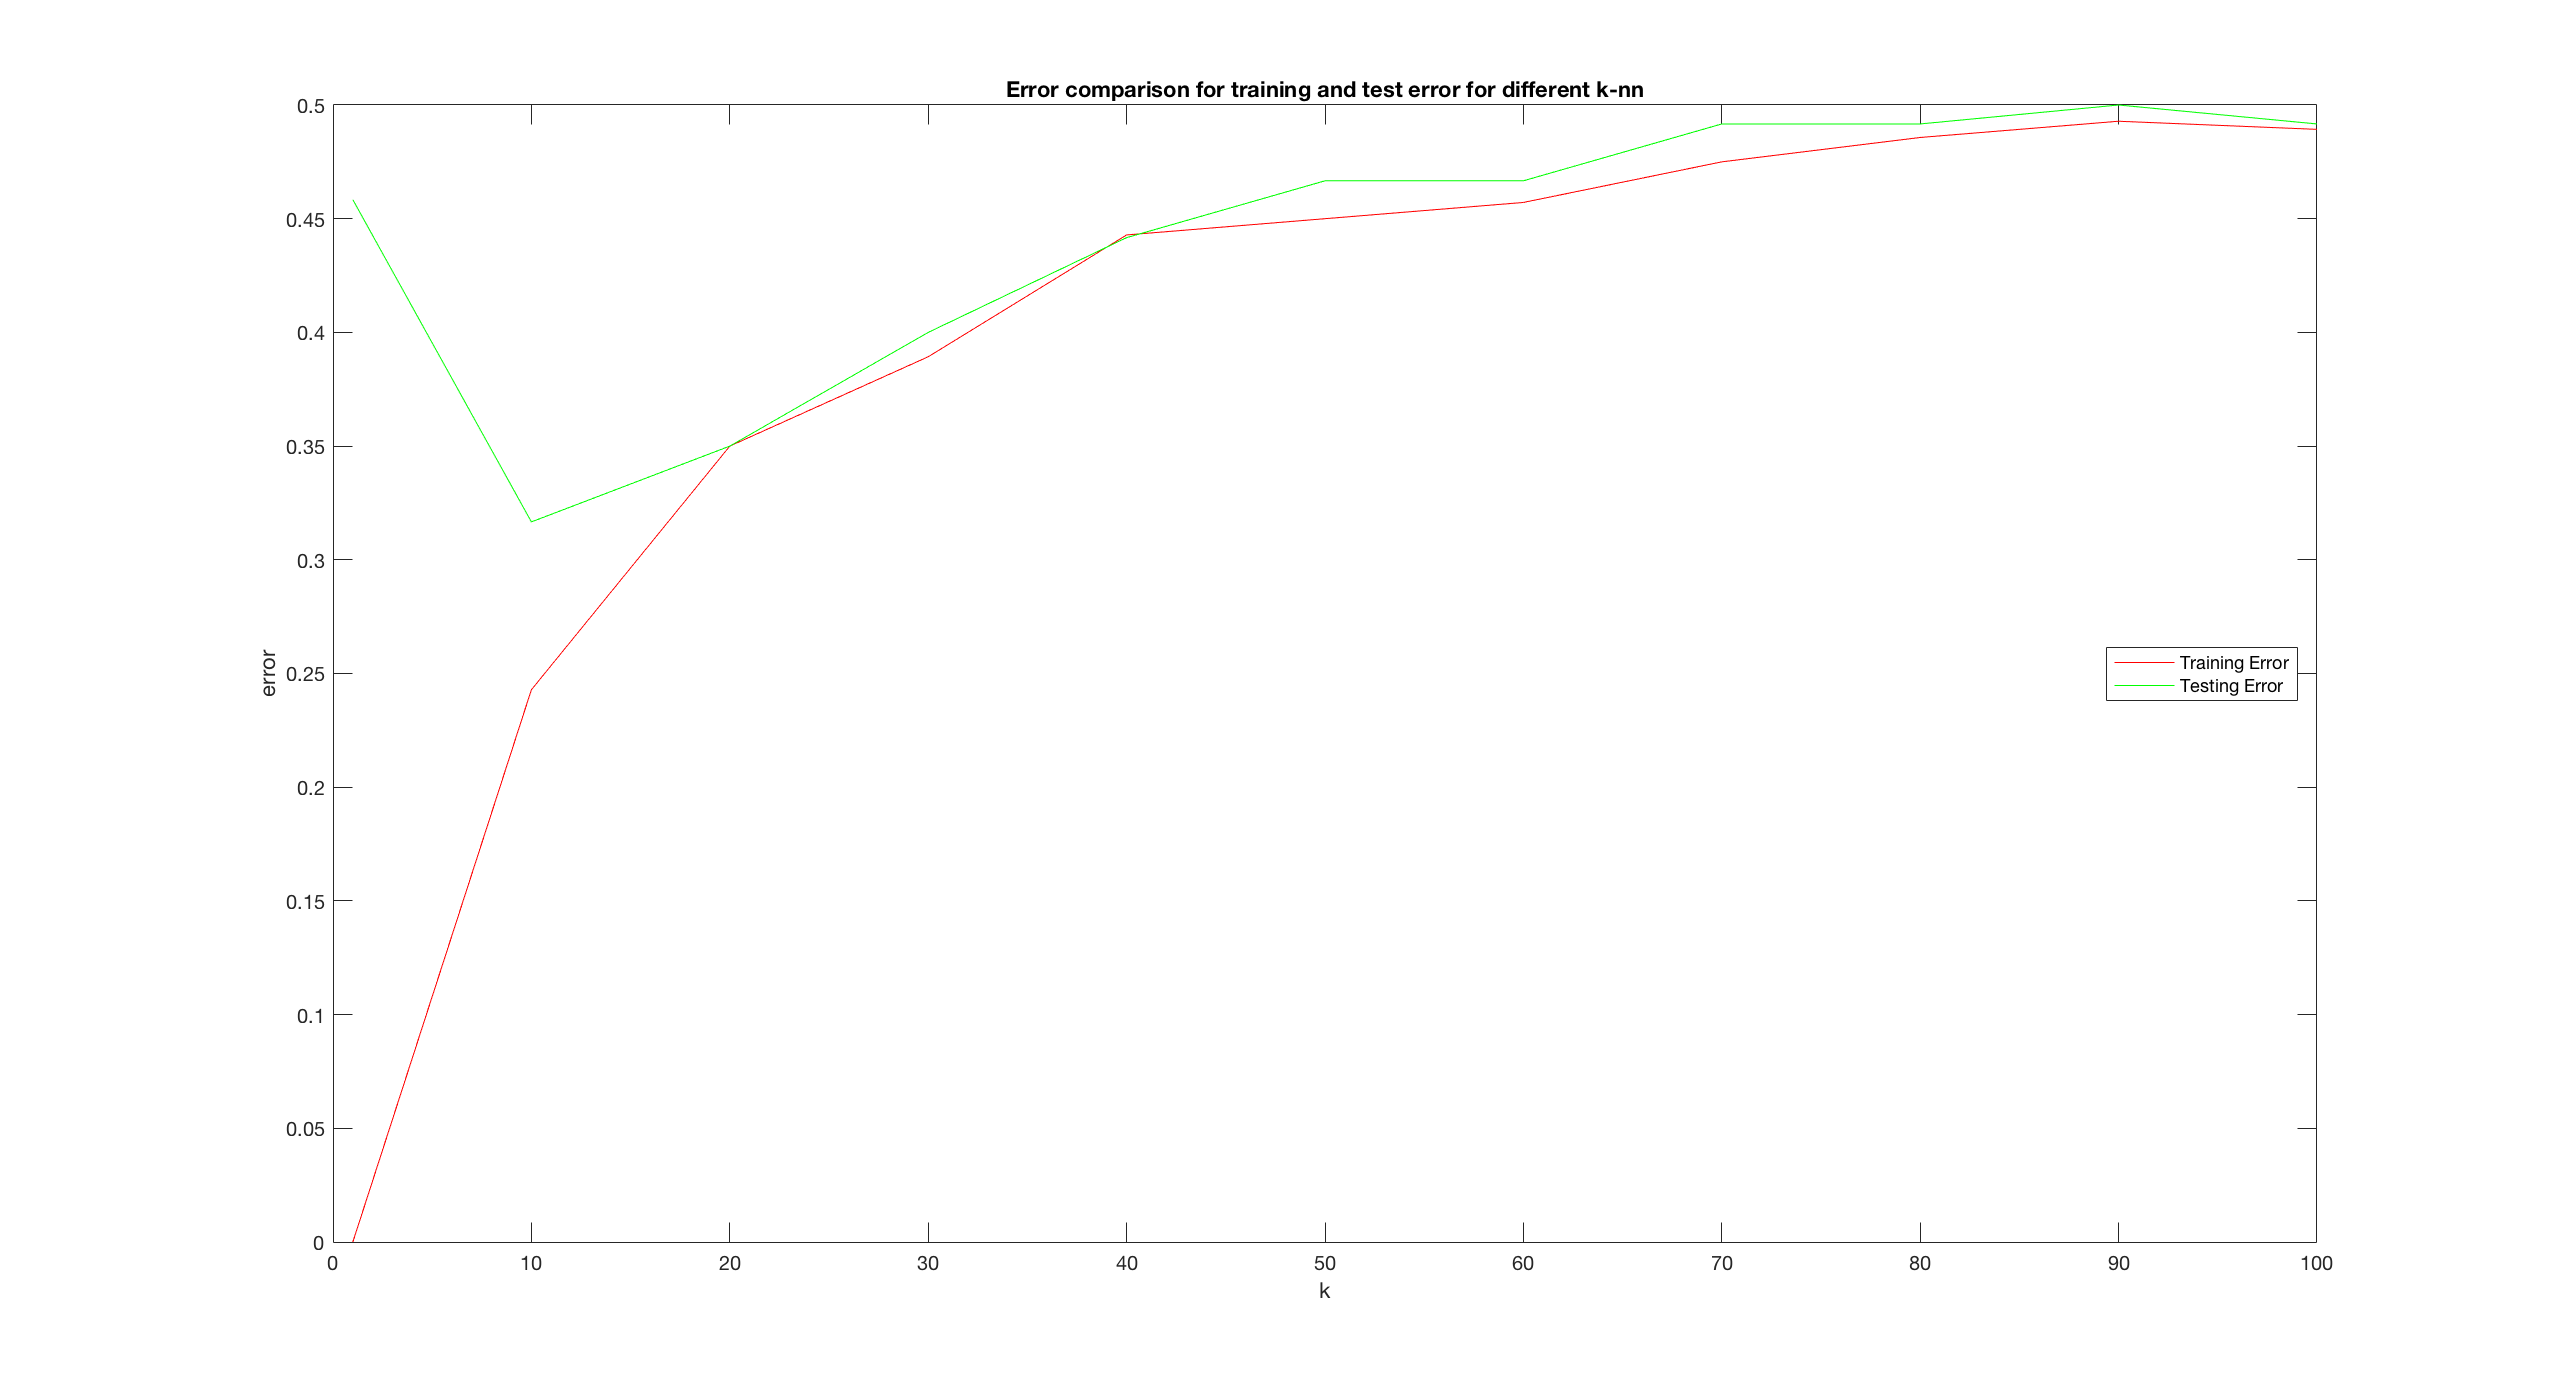 Error comparison for training and test error for different k-nn
0.5
0.45
0.4
0.35
0.3
0.25
0.2
0.15
0.1
0.05
0
error
Training Error
Testing Error
0 10 20 30 40 50 60 70 80 90 100
k